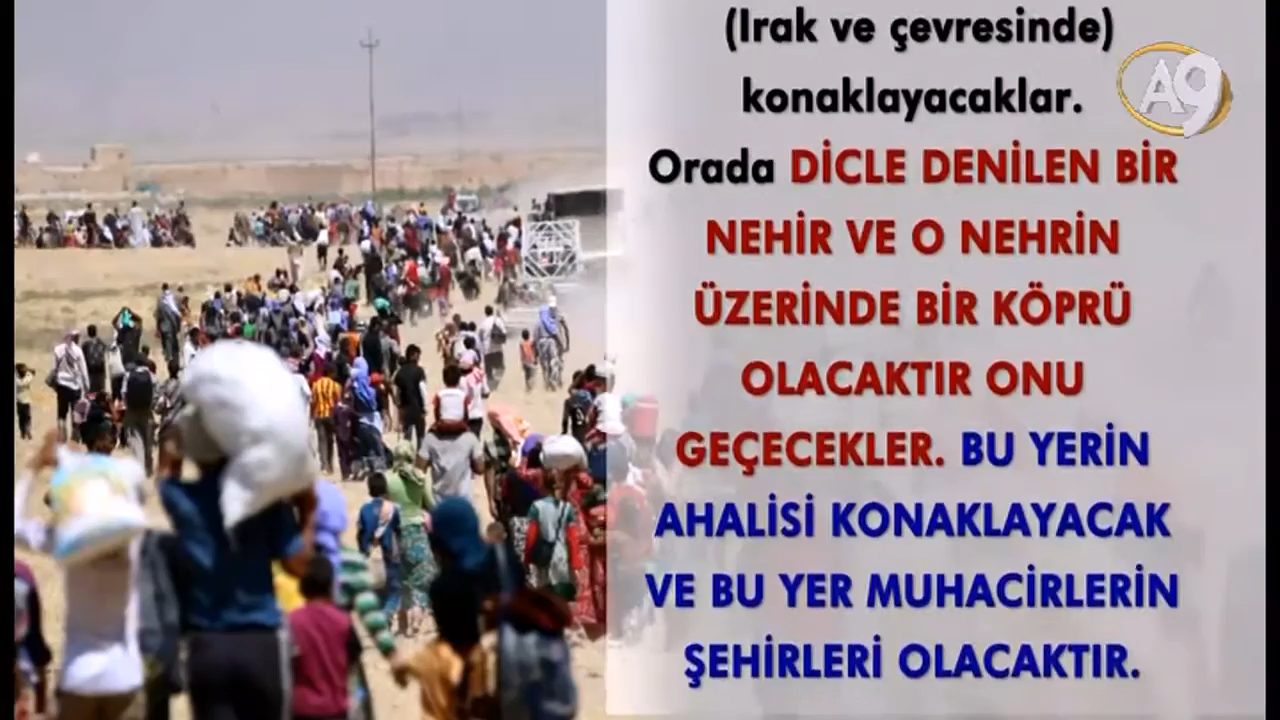 (Irak ve çevresinde)
konaklayacaklar.
Orada DİCLE DENİLEN BİR
NEHİR VE O NEHRİN
ÜZERİNDE BİR KÖPRÜ
OLACAKTIR ONU
GEÇECEKLER. BU YERİN
AHALİSİ KONAKLAYACAK
VE BU YER MUHACİRLERİN
ŞEHİRLERİ OLACAKTIR.
A9